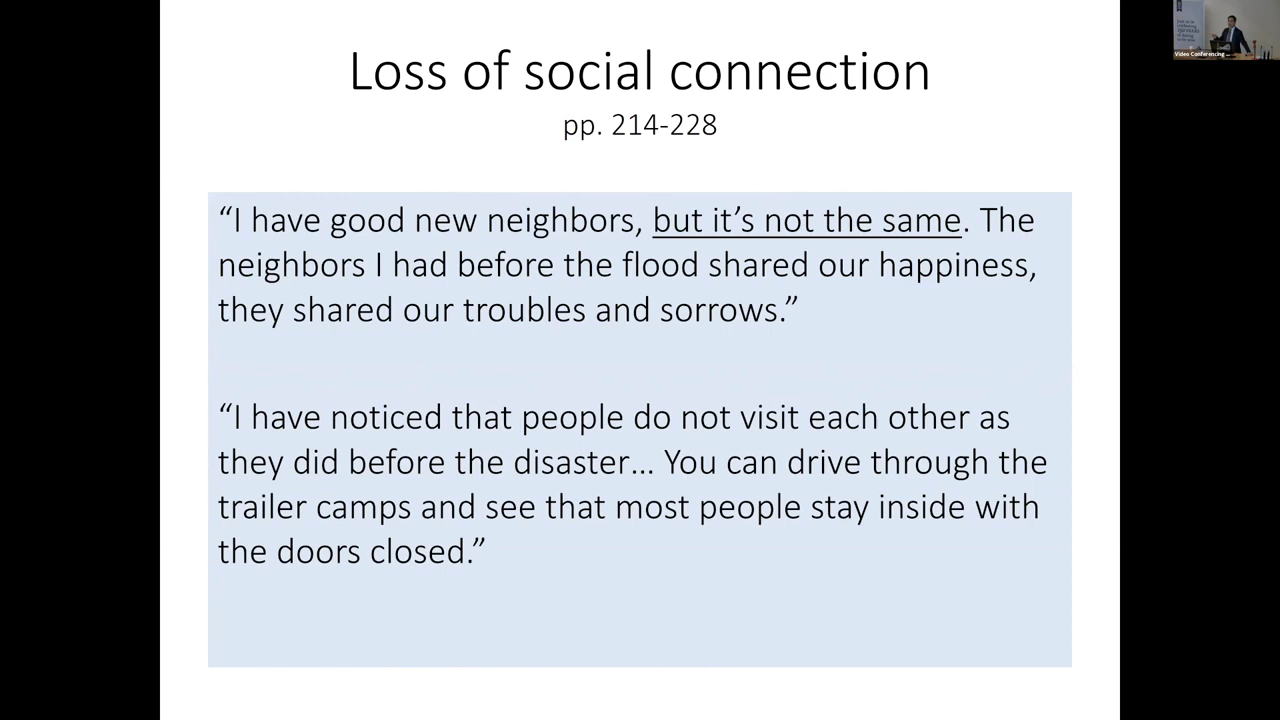 Loss of social connection
pp. 214-228
“I have good new neighbors, but it’s not the same. The
neighbors I had before the flood shared our happiness,
they shared our troubles and sorrows.”
“I have noticed that people do not visit each other as
they did before the disaster... You can drive through the
trailer camps and see that most people stay inside with
the doors closed.”
Video Conferencing ...